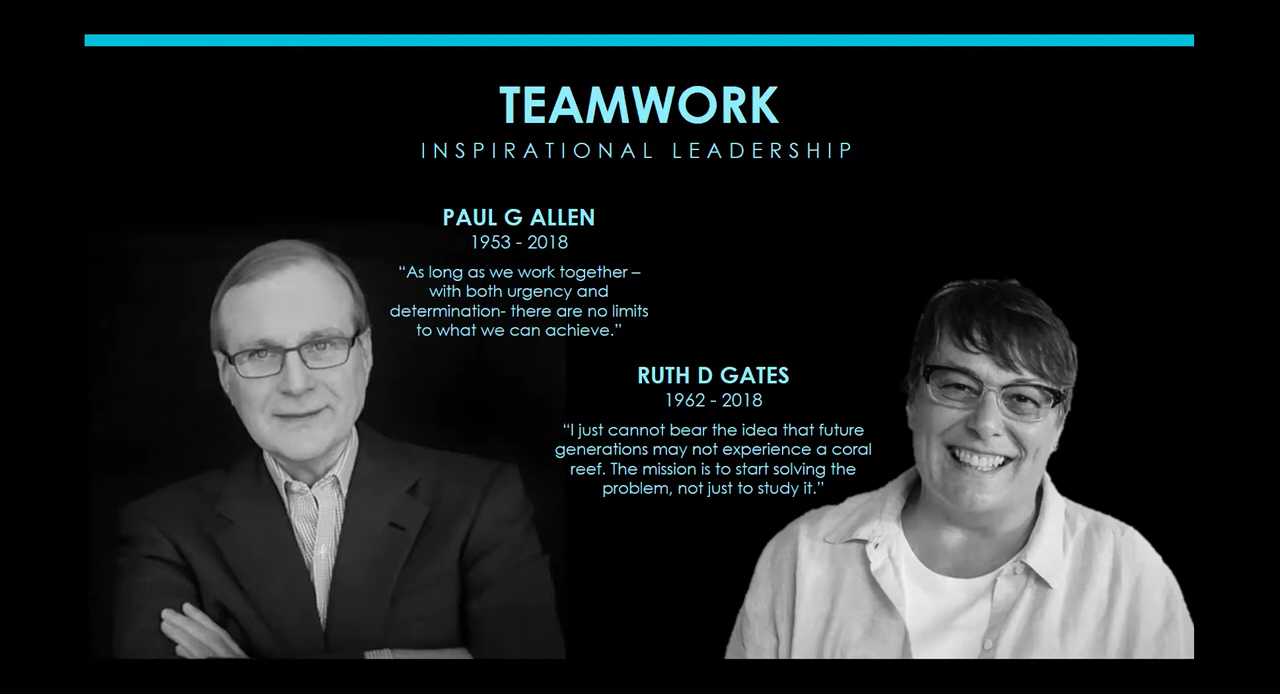 TEAMWORK
INSPIRATIONAL LEADERSHIP
PAUL G ALLEN
1953 - 2018
“As long as we work together –
with both urgency and
determination- there are no limits
to what we can achieve.”
RUTH D GATES
1962 - 2018
“I just cannot bear the idea that future
generations may not experience a coral
reef. The mission is to start solving the
problem, not just to study it.”